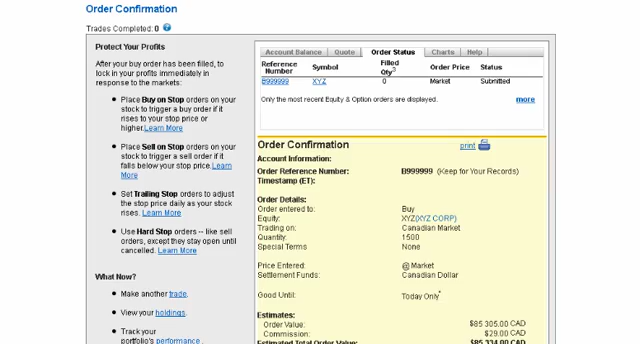 Order Confirmation
Trades Completed: 0 ?
Protect Your Profits
After your buy order has been filled, to
lock in your profits immediately in
response to the markets:
Place Buy on Stop orders on your
stock to trigger a buy order if it
rises to your stop price or
higher.Learn More
Place Sell on Stop orders on your
stock to trigger a sell order if it
falls below your stop price.Learn
More
Set Trailing Stop orders to adjust
the stop price daily as your stock
rises. Learn More
Use Hard Stop orders -- like sell
orders, except they stay open until
cancelled. Learn More
What Now?
Make another trade.
View your holdings.
Track your
portfolio's performance.
Account Balance Quote Order Status Charts Help
Reference Number Symbol Filled Qty3 Order Price Market Status
B999999 XYZ 0 Market Submitted
Only the most recent Equity & Option orders are displayed. more
Order Confirmation print
Account Information:
Order Reference Number: B999999 (Keep for Your Records)
Timestamp (ET):
Order Details:
Order entered to: Buy
Equity: XYZ(XYZ CORP)
Trading on: Canadian Market
Quantity: 1500
Special Terms None
Price Entered: @ Market
Settlement Funds: Canadian Dollar
Good Until: Today Only*
Estimates:
Order Value: $85 305.00 CAD
Commission: $29.00 CAD
Estimated Total Order Value: $85 334.00 CAD